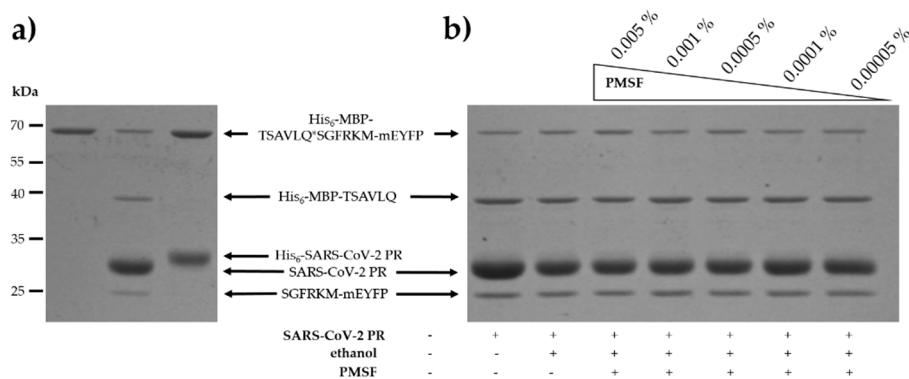 a)
b)
0.005 %
0.001 %
0.0005 %
0.0001 %
0.00005 %
PMSF
kDa
70
55
40
35
25
His₆-MBP-
TSAVLQ*SGFRKM-mEYFP
His₆-MBP-TSAVLQ
His₆-SARS-CoV-2 PR
SARS-CoV-2 PR
SGFRKM-mEYFP
SARS-CoV-2 PR - + + + + + + +
ethanol - - + + + + + +
PMSF - - - + + + + +